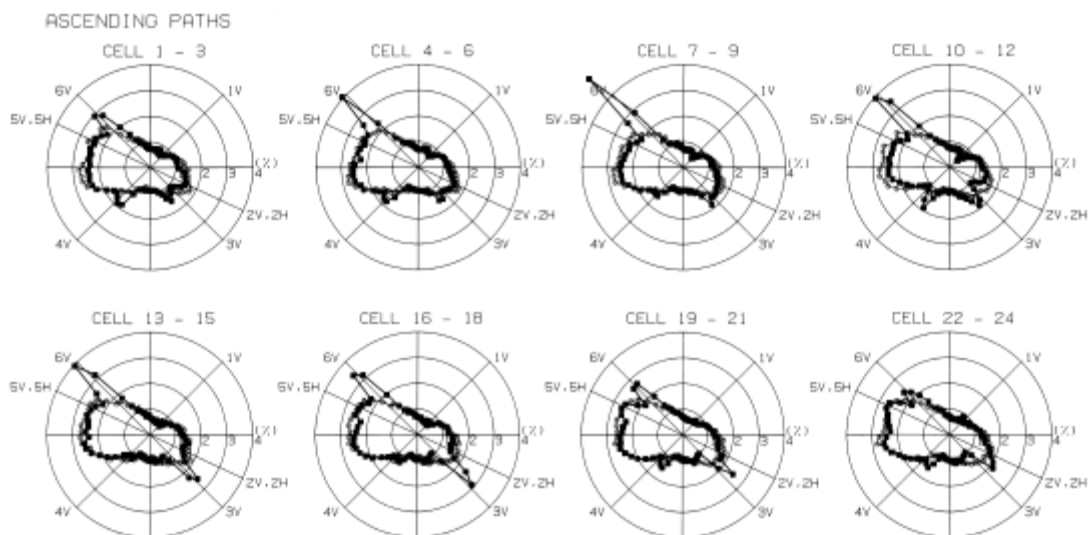 ASCENDING PATHS
CELL 1 - 3
CELL 4 - 6
CELL 7 - 9
CELL 10 - 12
6V 1V 6V 1V 6V 1V 6V 1V
5V.5H 5V.5H 5V.5H 5V.5H
(%) (%) (%) (%)
2 3 4 2 3 4 2 3 4 2 3 4
2V.2H 2V.2H 2V.2H 2V.2H
4V 3V 4V 3V 4V 3V 4V 3V
CELL 13 - 15
CELL 16 - 18
CELL 19 - 21
CELL 22 - 24
6V 1V 6V 1V 6V 1V 6V 1V
5V.5H 5V.5H 5V.5H 5V.5H
(%) (%) (%) (%)
2 3 4 2 3 4 2 3 4 2 3 4
2V.2H 2V.2H 2V.2H 2V.2H
4V 3V 4V 3V 4V 3V 4V 3V